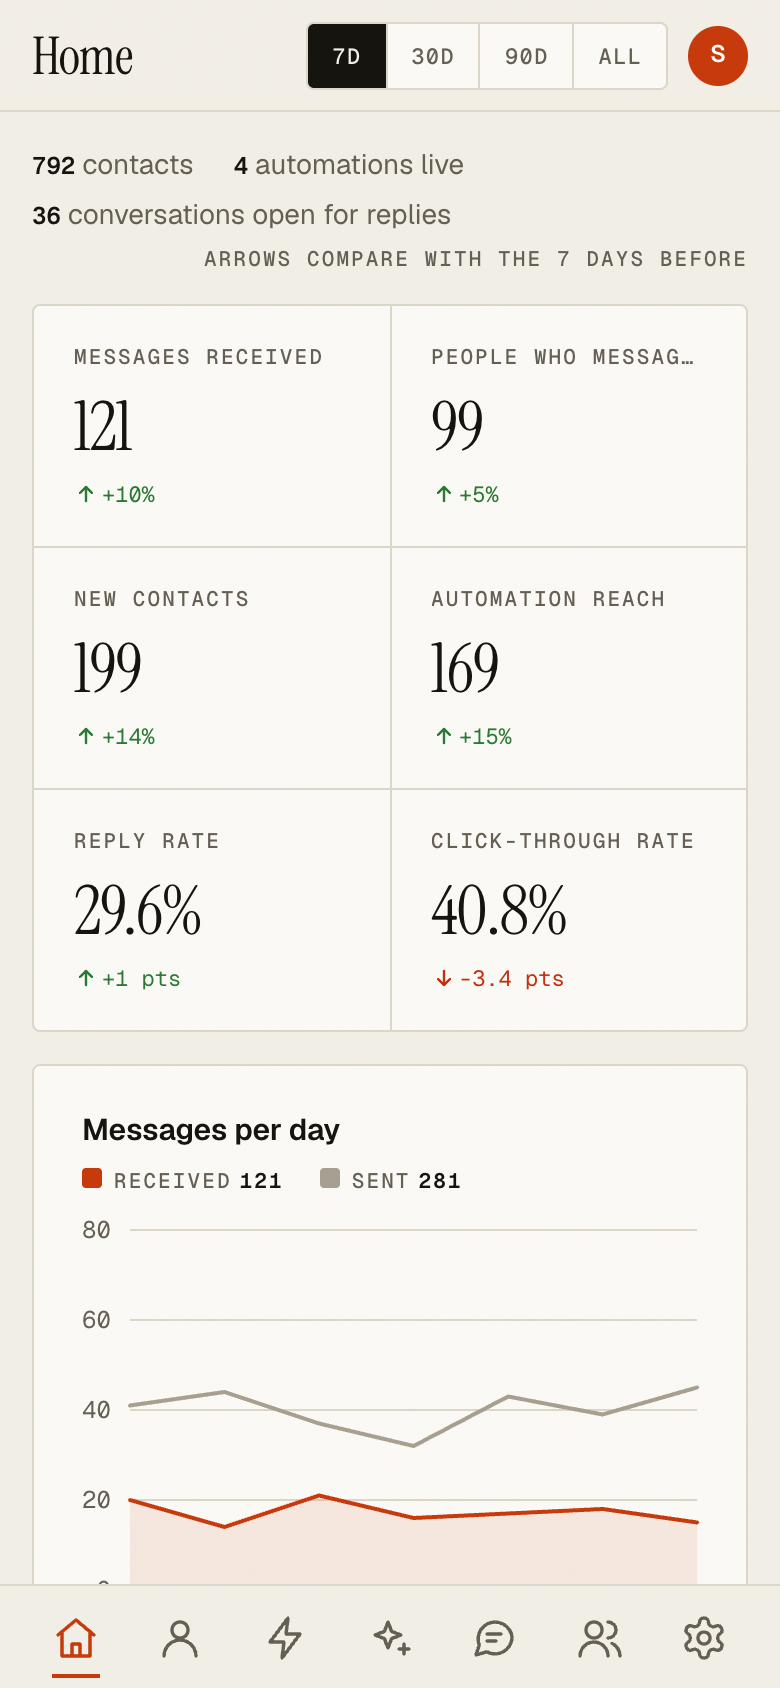 Home 7D 30D 90D ALL S
792 contacts 4 automations live
36 conversations open for replies
ARROWS COMPARE WITH THE 7 DAYS BEFORE
MESSAGES RECEIVED
121
↑ +10%
PEOPLE WHO MESSAG…
99
↑ +5%
NEW CONTACTS
199
↑ +14%
AUTOMATION REACH
169
↑ +15%
REPLY RATE
29.6%
↑ +1 pts
CLICK-THROUGH RATE
40.8%
↓ -3.4 pts
Messages per day
RECEIVED 121 SENT 281
80
60
40
20